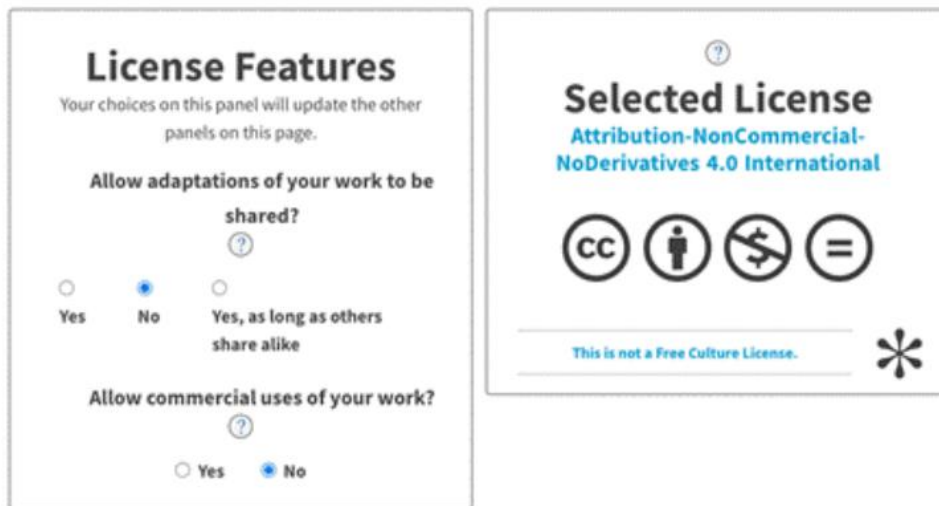 License Features
Your choices on this panel will update the other
panels on this page.
Allow adaptations of your work to be
shared?
?
Yes
No
Yes, as long as others
share alike
Allow commercial uses of your work?
?
Yes
No
?
Selected License
Attribution-NonCommercial-
NoDerivatives 4.0 International
cc $ =
This is not a Free Culture License.